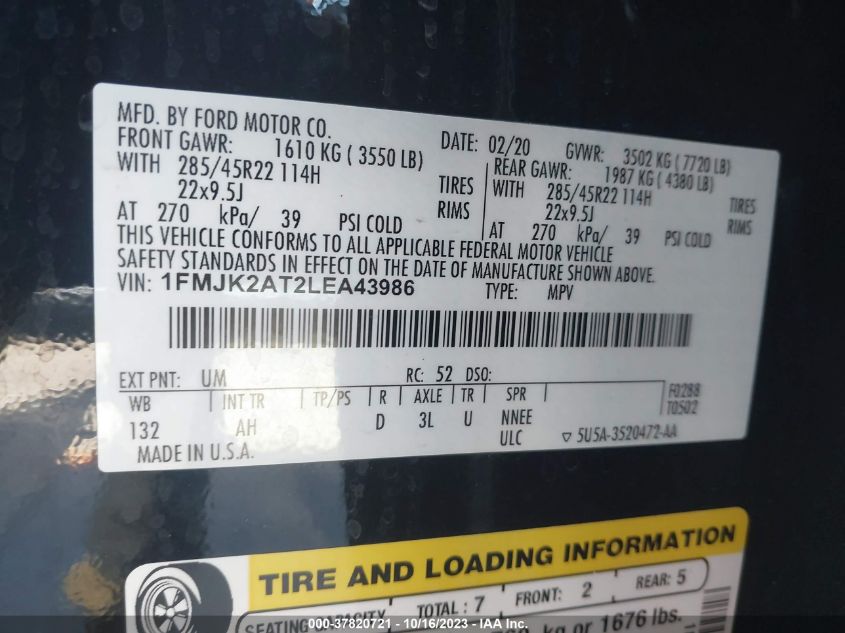 MFD. BY FORD MOTOR CO.
DATE: 02/20 GVWR: 3502 KG ( 7720 LB)
FRONT GAWR: 1610 KG ( 3550 LB) REAR GAWR: 1987 KG ( 4380 LB)
WITH 285/45R22 114H TIRES WITH 285/45R22 114H TIRES
22x9.5J RIMS 22x9.5J RIMS
AT 270 kPa/ 39 PSI COLD AT 270 kPa/ 39 PSI COLD
THIS VEHICLE CONFORMS TO ALL APPLICABLE FEDERAL MOTOR VEHICLE
SAFETY STANDARDS IN EFFECT ON THE DATE OF MANUFACTURE SHOWN ABOVE.
VIN: 1FMJK2AT2LEA43986 TYPE: MPV
EXT PNT: UM RC: 52 DSO:
WB INT TR TP/PS R AXLE TR SPR F0288
T0502
132 AH D 3L U NNEE
ULC ▽ 5U5A-3520472-AA
MADE IN U.S.A.
TIRE AND LOADING INFORMATION
SEATING CAPACITY TOTAL : 7 FRONT: 2 REAR: 5
kg or 1676 lbs.
000-37820721 - 10/16/2023 - IAA Inc.